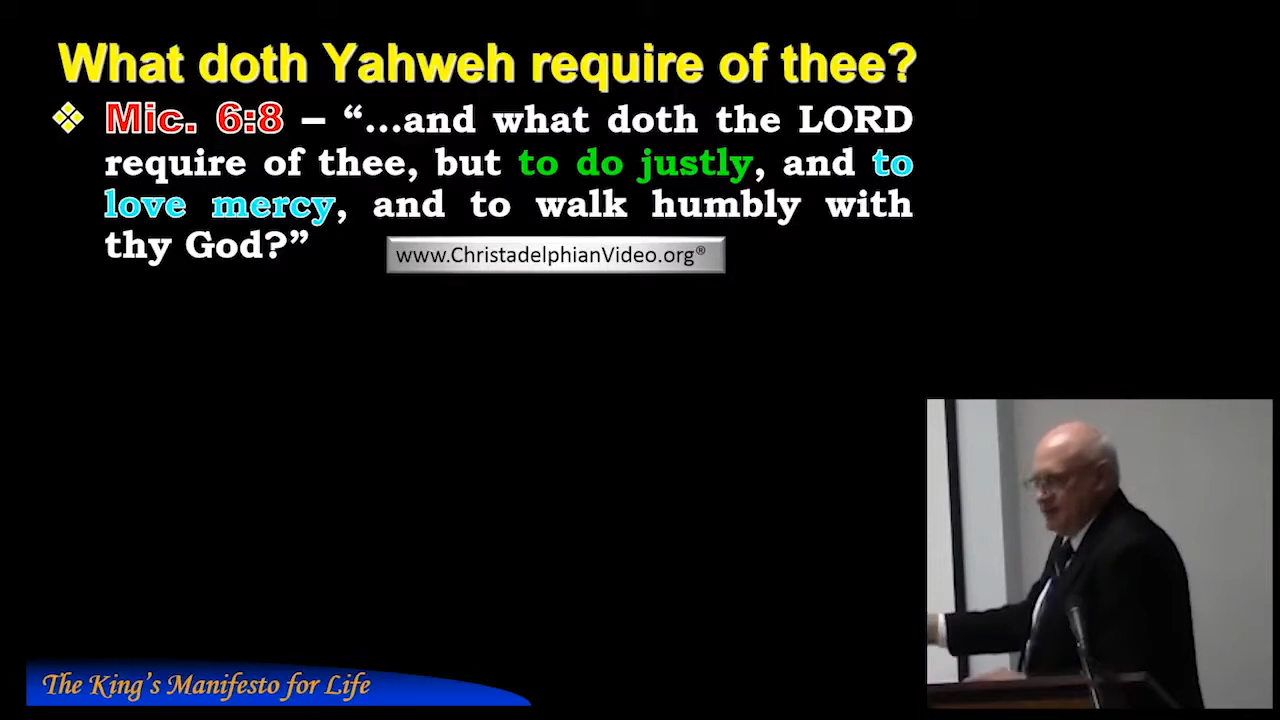 What doth Yahweh require of thee?
Mic. 6:8 – “…and what doth the LORD
require of thee, but to do justly, and to
love mercy, and to walk humbly with
thy God?”
www.ChristadelphianVideo.org®
The King’s Manifesto for Life